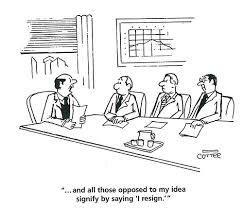 COTTER
"...and all those opposed to my idea
signify by saying 'I resign.'"